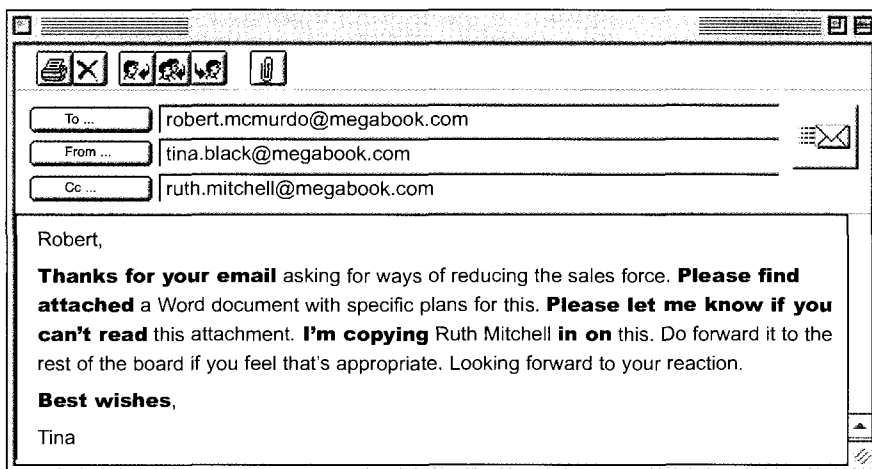 To ...
robert.mcmurdo@megabook.com
From ...
tina.black@megabook.com
Cc ...
ruth.mitchell@megabook.com
Robert,
Thanks for your email asking for ways of reducing the sales force. Please find
attached a Word document with specific plans for this. Please let me know if you
can't read this attachment. I'm copying Ruth Mitchell in on this. Do forward it to the
rest of the board if you feel that's appropriate. Looking forward to your reaction.
Best wishes,
Tina